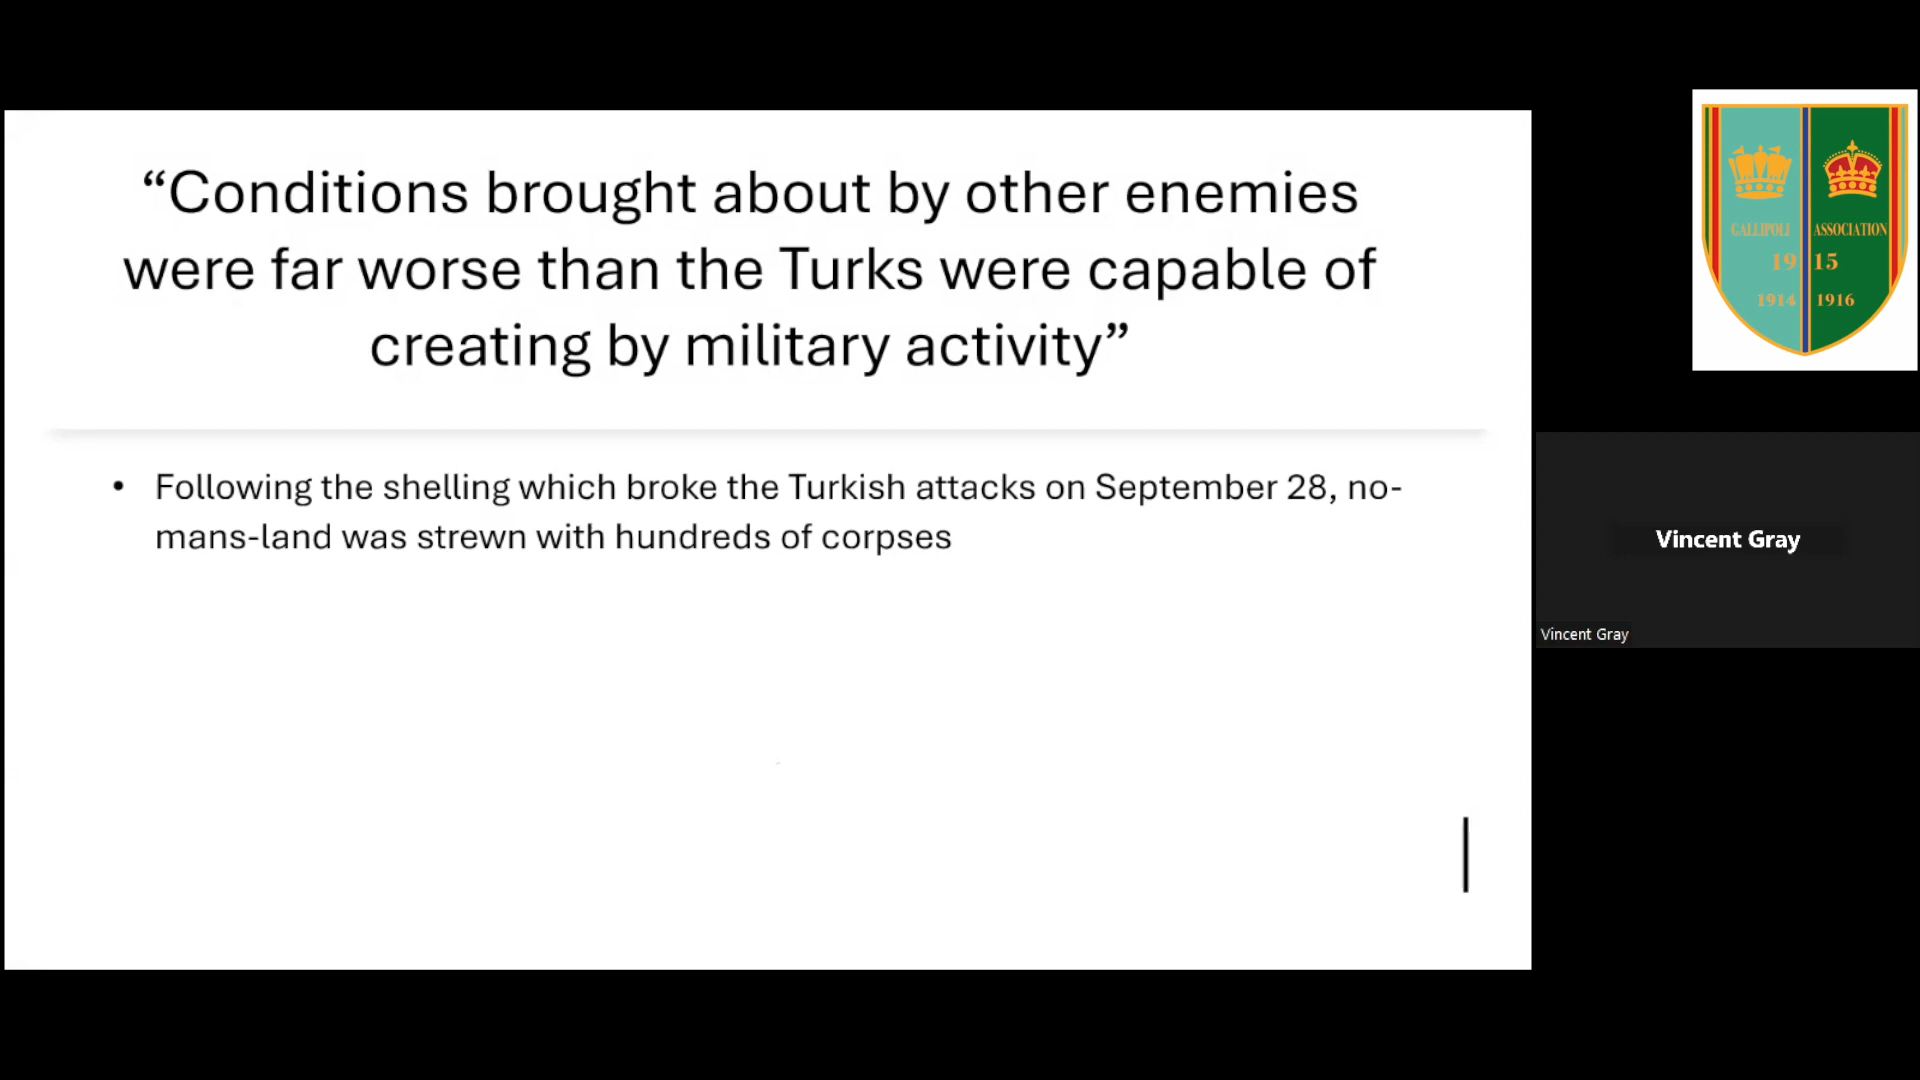 “Conditions brought about by other enemies
were far worse than the Turks were capable of
creating by military activity”
• Following the shelling which broke the Turkish attacks on September 28, no-
mans-land was strewn with hundreds of corpses
GALLIPOLI ASSOCIATION
19 15
1914 1916
Vincent Gray
Vincent Gray